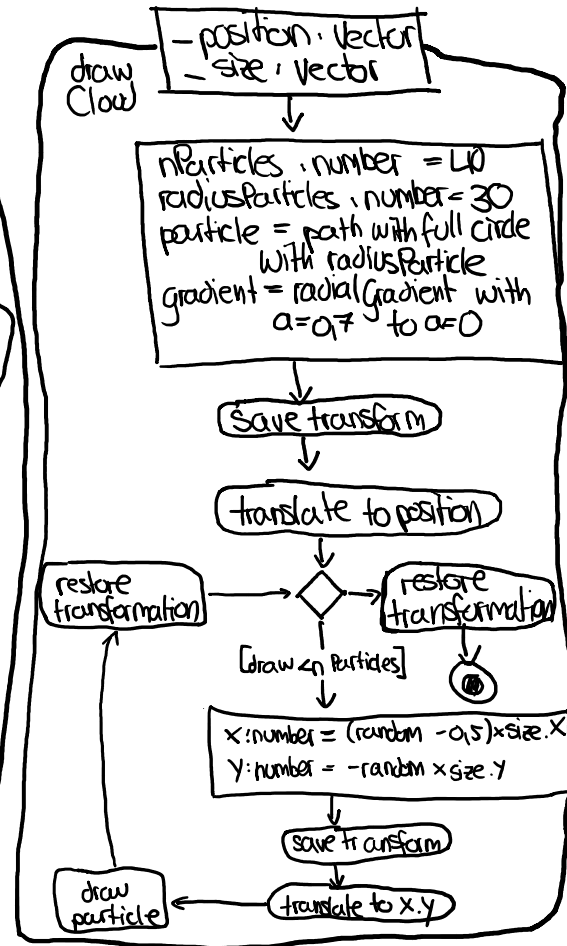 - position : Vector
- size : Vector
draw
Cloud
nParticles : number = 40
radiusParticles : number = 30
particle = path with full circle
with radiusParticle
gradient = radialGradient with
a=0,7 to a=0
save transform
translate to position
restore
transformation
restore
transformation
[draw <n Particles]
X:number = (random -0,5)×size.X
Y:number = -random ×size.y
save transform
translate to X.y
draw
particle